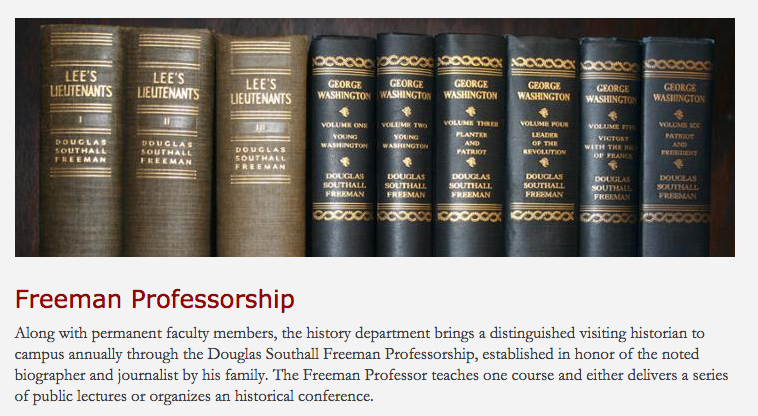 LEE'S
LIEUTENANTS
I
DOUGLAS
SOUTHALL
FREEMAN
LEE'S
LIEUTENANTS
II
DOUGLAS
SOUTHALL
FREEMAN
LEE'S
LIEUTENANTS
III
DOUGLAS
SOUTHALL
FREEMAN
GEORGE
WASHINGTON
VOLUME ONE
YOUNG
WASHINGTON
DOUGLAS
SOUTHALL
FREEMAN
GEORGE
WASHINGTON
VOLUME TWO
YOUNG
WASHINGTON
DOUGLAS
SOUTHALL
FREEMAN
GEORGE
WASHINGTON
VOLUME THREE
PLANTER
AND
PATRIOT
DOUGLAS
SOUTHALL
FREEMAN
GEORGE
WASHINGTON
VOLUME FOUR
LEADER
OF THE
REVOLUTION
DOUGLAS
SOUTHALL
FREEMAN
GEORGE
WASHINGTON
VOLUME FIVE
VICTORY
WITH THE HELP
OF FRANCE
DOUGLAS
SOUTHALL
FREEMAN
GEORGE
WASHINGTON
VOLUME SIX
PATRIOT
AND
PRESIDENT
DOUGLAS
SOUTHALL
FREEMAN
Freeman Professorship
Along with permanent faculty members, the history department brings a distinguished visiting historian to
campus annually through the Douglas Southall Freeman Professorship, established in honor of the noted
biographer and journalist by his family. The Freeman Professor teaches one course and either delivers a series
of public lectures or organizes an historical conference.